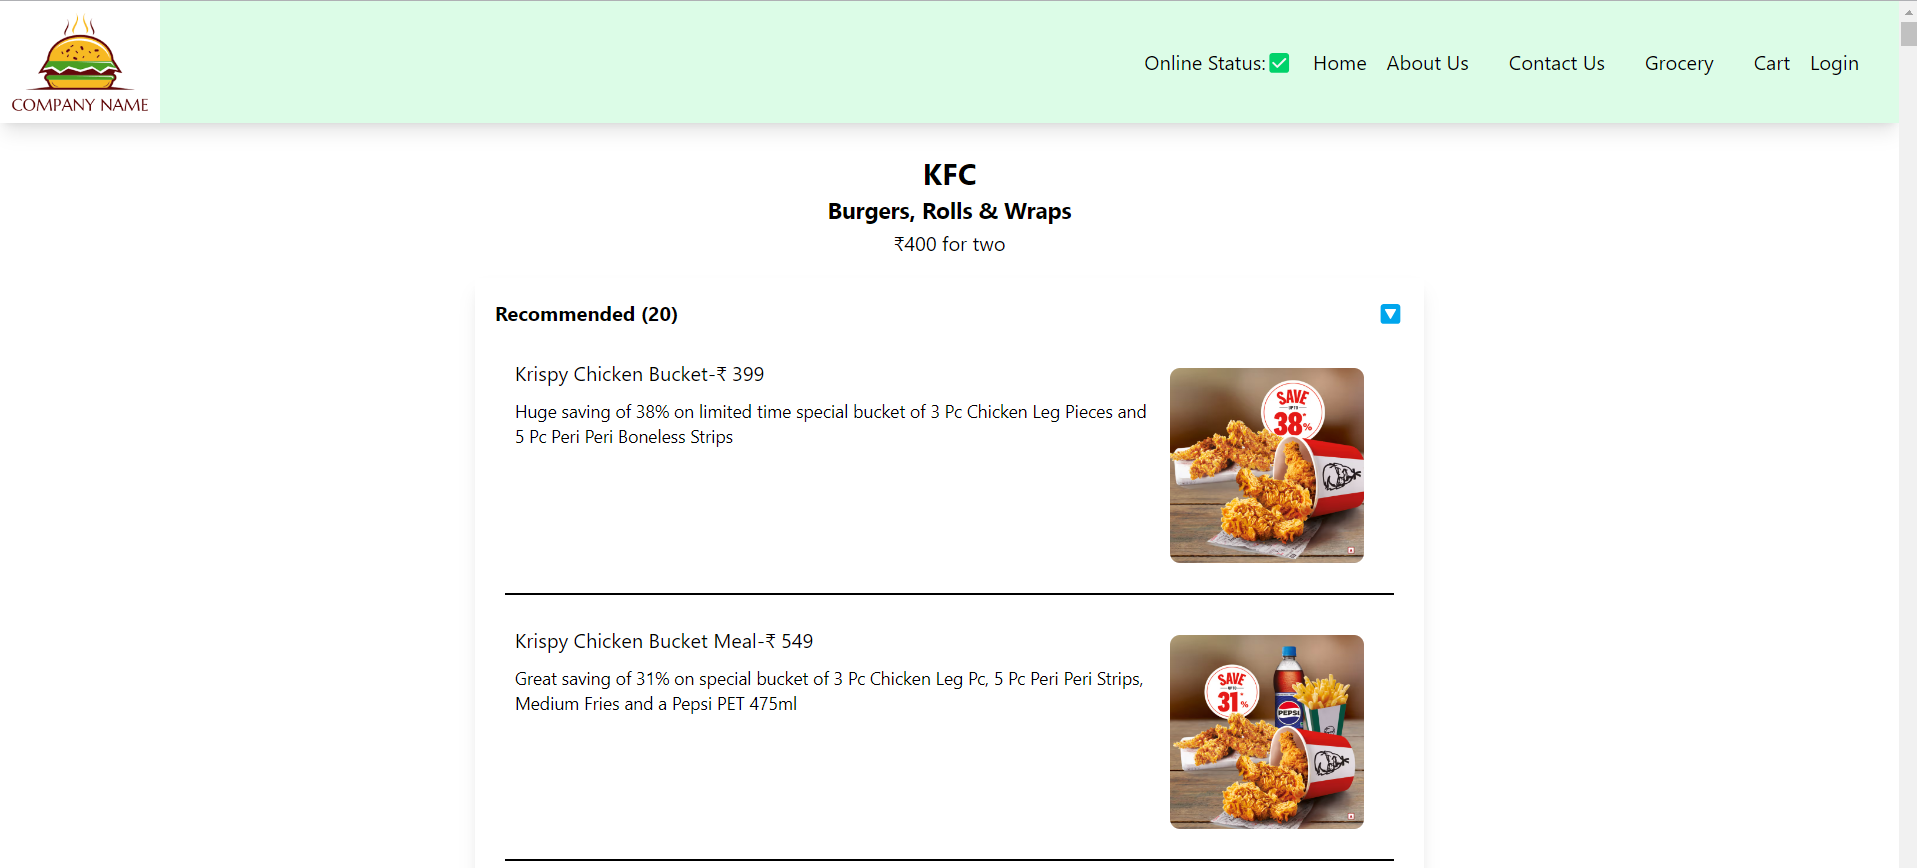 COMPANY NAME
Online Status:✅ Home About Us Contact Us Grocery Cart Login
KFC
Burgers, Rolls & Wraps
₹400 for two
Recommended (20)
Krispy Chicken Bucket-₹ 399
Huge saving of 38% on limited time special bucket of 3 Pc Chicken Leg Pieces and
5 Pc Peri Peri Boneless Strips
SAVE
UPTO
38%
Krispy Chicken Bucket Meal-₹ 549
Great saving of 31% on special bucket of 3 Pc Chicken Leg Pc, 5 Pc Peri Peri Strips,
Medium Fries and a Pepsi PET 475ml
SAVE
UPTO
31%
PEPSI